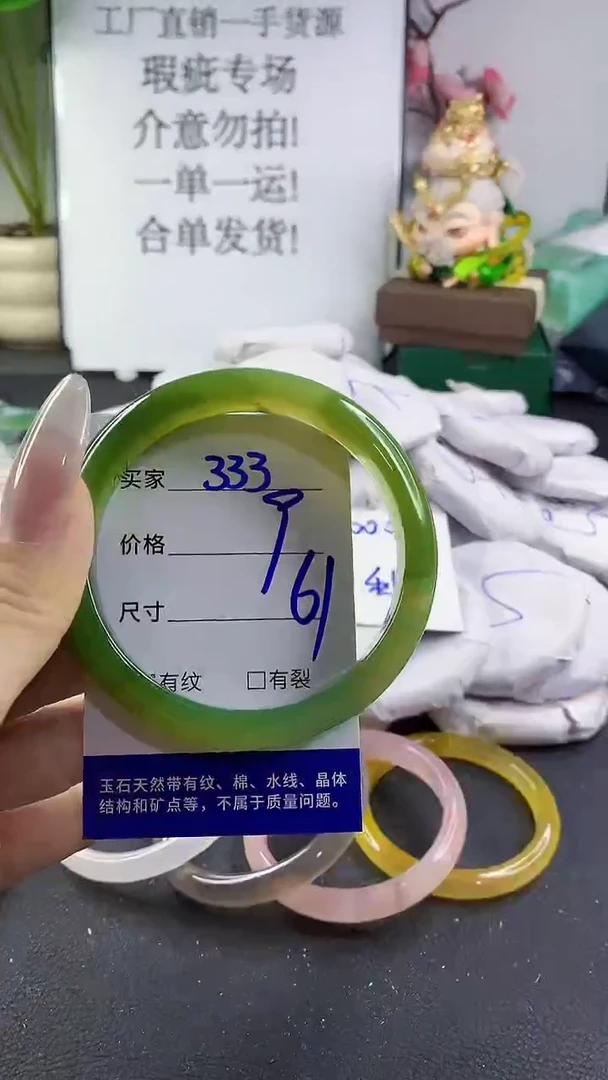 工厂直销一手货源
瑕疵专场
介意勿拍!
一单一运!
合单发货!
买家 333
价格 9
尺寸 61
有纹 □有裂
玉石天然带有纹、棉、水线、晶体
结构和矿点等，不属于质量问题。
5